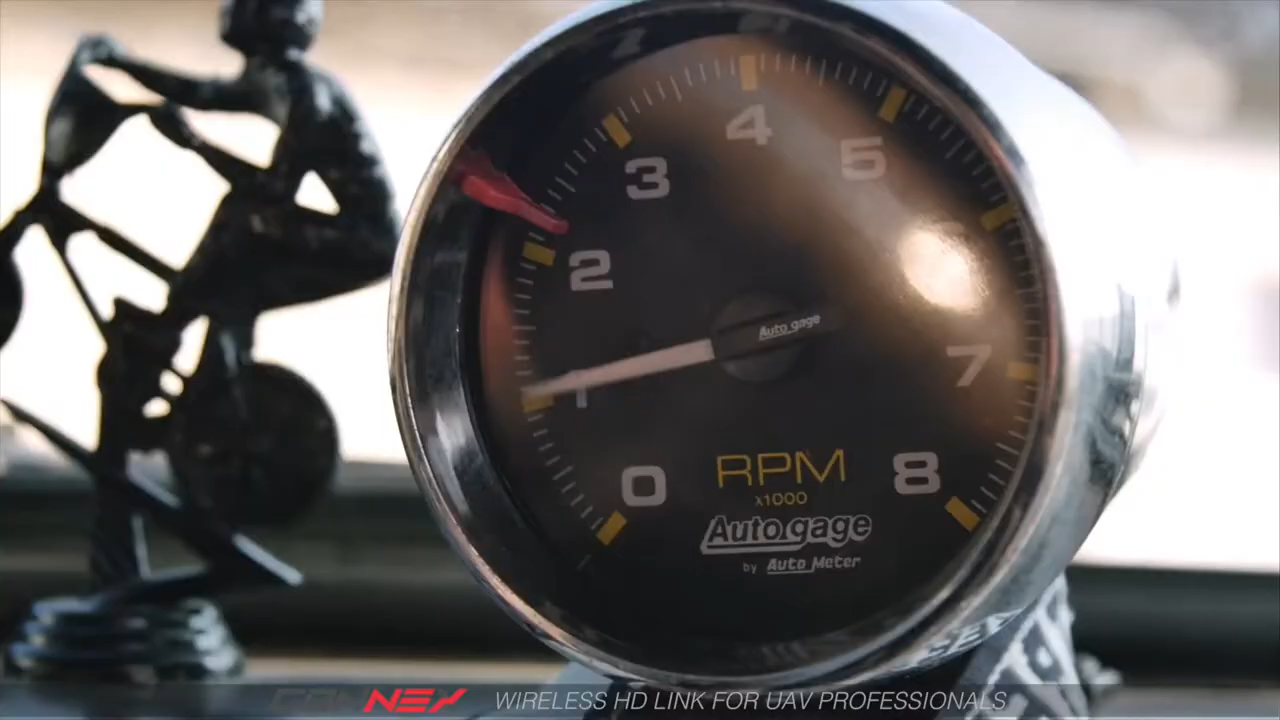 4
5
3
2
Auto gage
7
1
RPM
0
8
x1000
Auto gage
by Auto Meter
WIRELESS HD LINK FOR UAV PROFESSIONALS